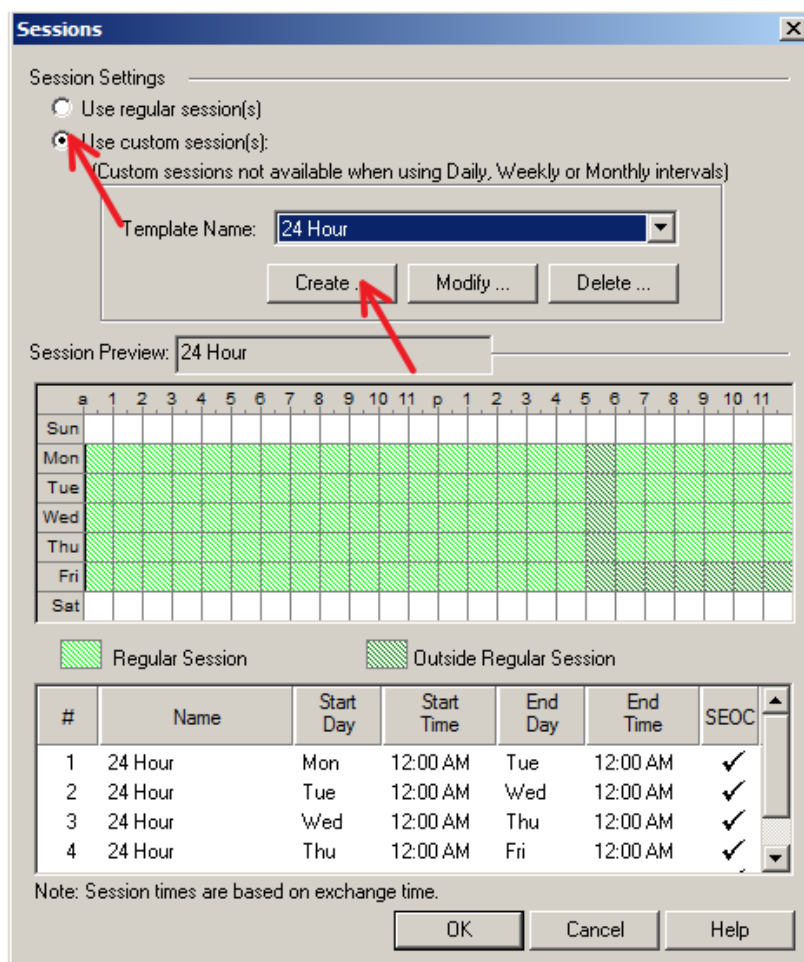 Sessions
Session Settings
Use regular session(s)
Use custom session(s):
(Custom sessions not available when using Daily, Weekly or Monthly intervals)
Template Name: 24 Hour
Create ... Modify ... Delete ...
Session Preview: 24 Hour
a 1 2 3 4 5 6 7 8 9 10 11 p 1 2 3 4 5 6 7 8 9 10 11
Sun
Mon
Tue
Wed
Thu
Fri
Sat
Regular Session Outside Regular Session
# Name Start Day Start Time End Day End Time SEOC
1 24 Hour Mon 12:00 AM Tue 12:00 AM ✓
2 24 Hour Tue 12:00 AM Wed 12:00 AM ✓
3 24 Hour Wed 12:00 AM Thu 12:00 AM ✓
4 24 Hour Thu 12:00 AM Fri 12:00 AM ✓
Note: Session times are based on exchange time.
OK Cancel Help